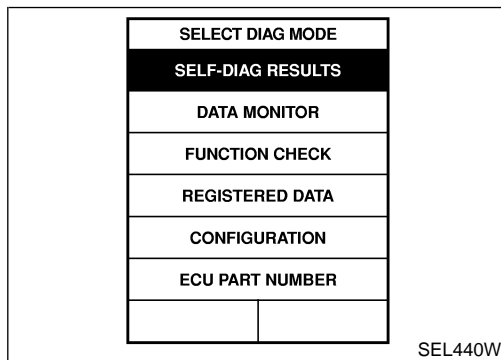 SELECT DIAG MODE
SELF-DIAG RESULTS
DATA MONITOR
FUNCTION CHECK
REGISTERED DATA
CONFIGURATION
ECU PART NUMBER
SEL440W